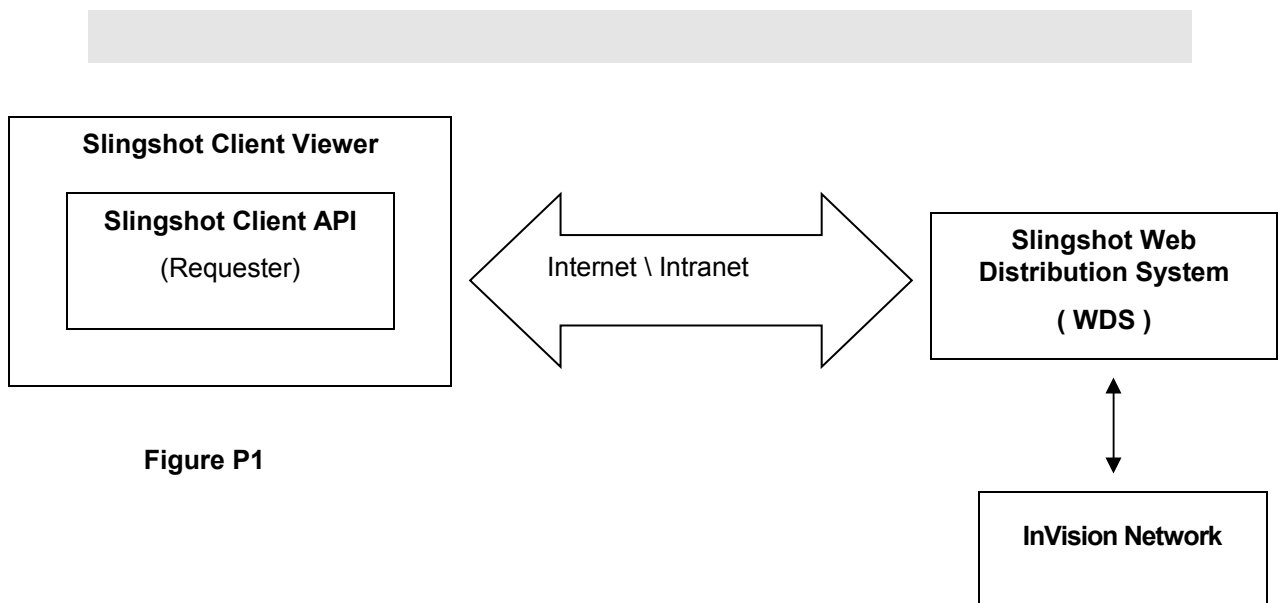 Slingshot Client Viewer
Slingshot Client API
(Requester)
Internet \ Intranet
Slingshot Web
Distribution System
( WDS )
Figure P1
InVision Network